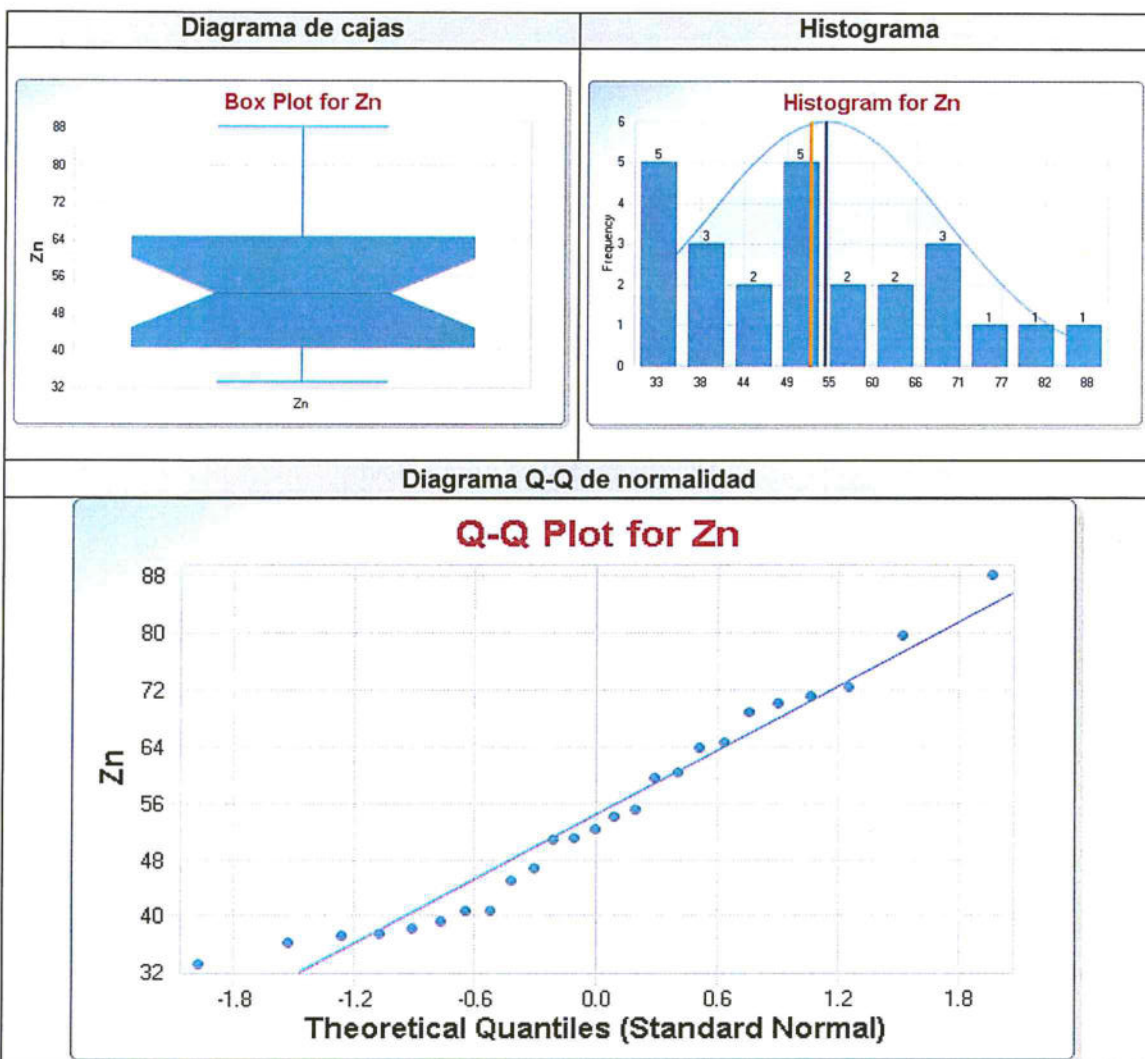 Diagrama de cajas
Histograma
Box Plot for Zn
88
80
72
64
56
48
40
32
Zn
Zn
Histogram for Zn
6
5
4
3
2
1
0
Frequency
5
3
2
5
2
2
3
1
1
1
33 38 44 49 55 60 66 71 77 82 88
Diagrama Q-Q de normalidad
Q-Q Plot for Zn
88
80
72
64
56
48
40
32
Zn
-1.8 -1.2 -0.6 0.0 0.6 1.2 1.8
Theoretical Quantiles (Standard Normal)